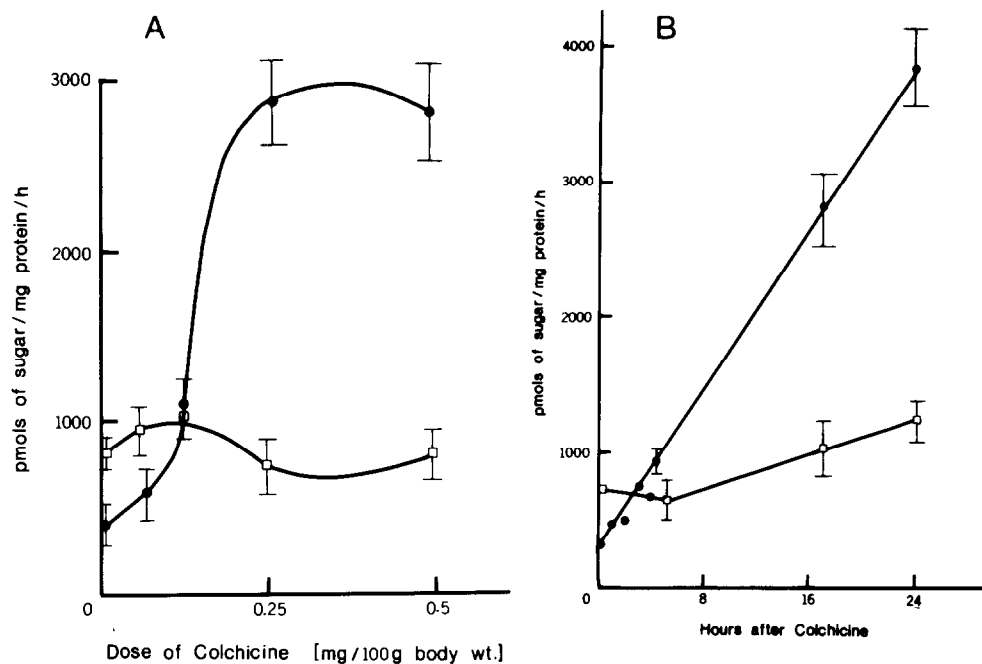 A
3000
2000
1000
0
0.25
0.5
pmols of sugar / mg protein / h
Dose of Colchicine [mg/100g body wt.]
B
4000
3000
2000
1000
0
8
16
24
pmols of sugar / mg protein / h
Hours after Colchicine